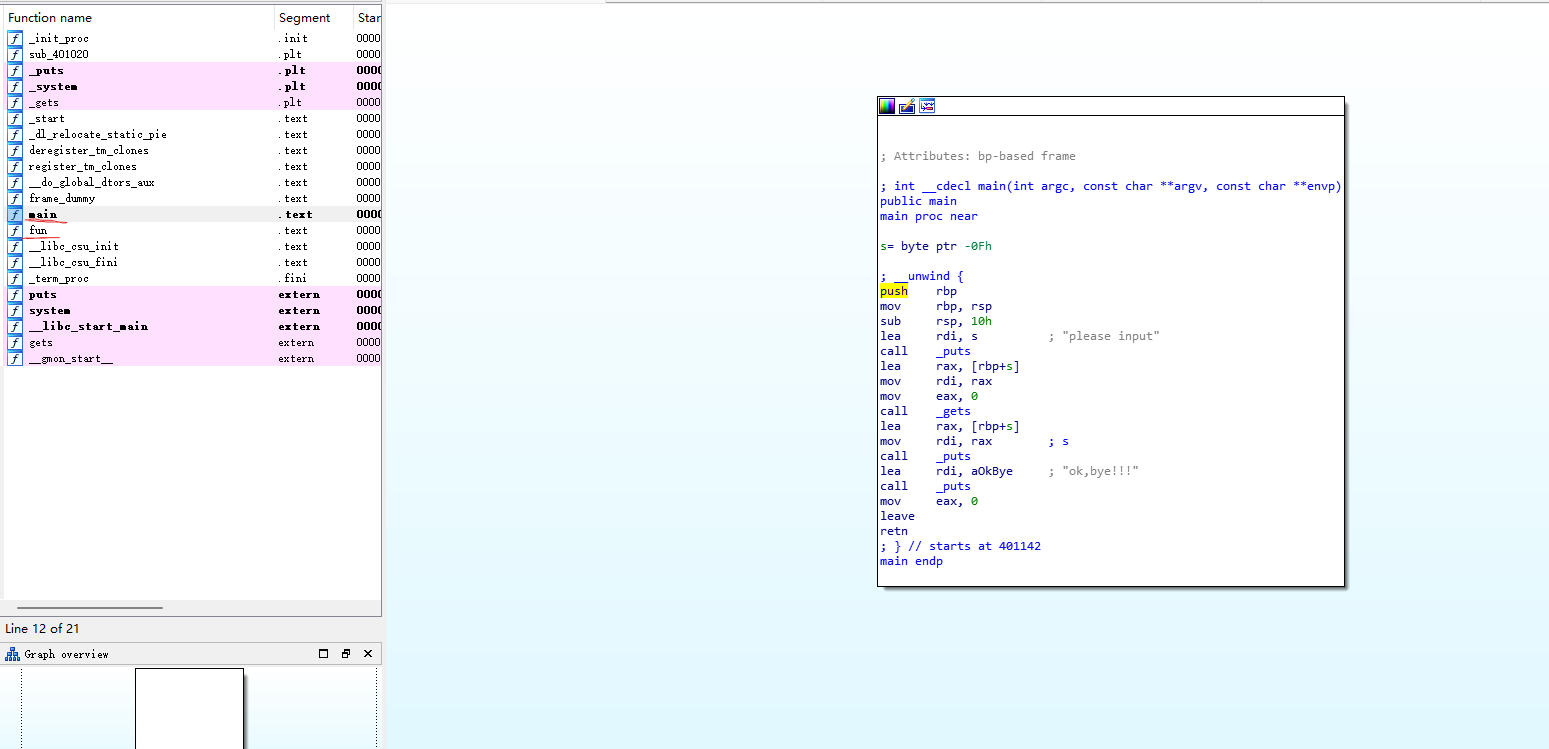 Function name Segment Star
f _init_proc .init 0000
f sub_401020 .plt 0000
f _puts .plt 0000
f _system .plt 0000
f _gets .plt 0000
f _start .text 0000
f _dl_relocate_static_pie .text 0000
f deregister_tm_clones .text 0000
f register_tm_clones .text 0000
f __do_global_dtors_aux .text 0000
f frame_dummy .text 0000
f main .text 0000
f fun .text 0000
f __libc_csu_init .text 0000
f __libc_csu_fini .text 0000
f _term_proc .fini 0000
f puts extern 0000
f system extern 0000
f __libc_start_main extern 0000
f gets extern 0000
f __gmon_start__ extern 0000
Line 12 of 21
Graph overview
; Attributes: bp-based frame
; int __cdecl main(int argc, const char **argv, const char **envp)
public main
main proc near
s= byte ptr -0Fh
; __unwind {
push rbp
mov rbp, rsp
sub rsp, 10h
lea rdi, s ; "please input"
call _puts
lea rax, [rbp+s]
mov rdi, rax
mov eax, 0
call _gets
lea rax, [rbp+s]
mov rdi, rax ; s
call _puts
lea rdi, aOkBye ; "ok,bye!!!"
call _puts
mov eax, 0
leave
retn
; } // starts at 401142
main endp